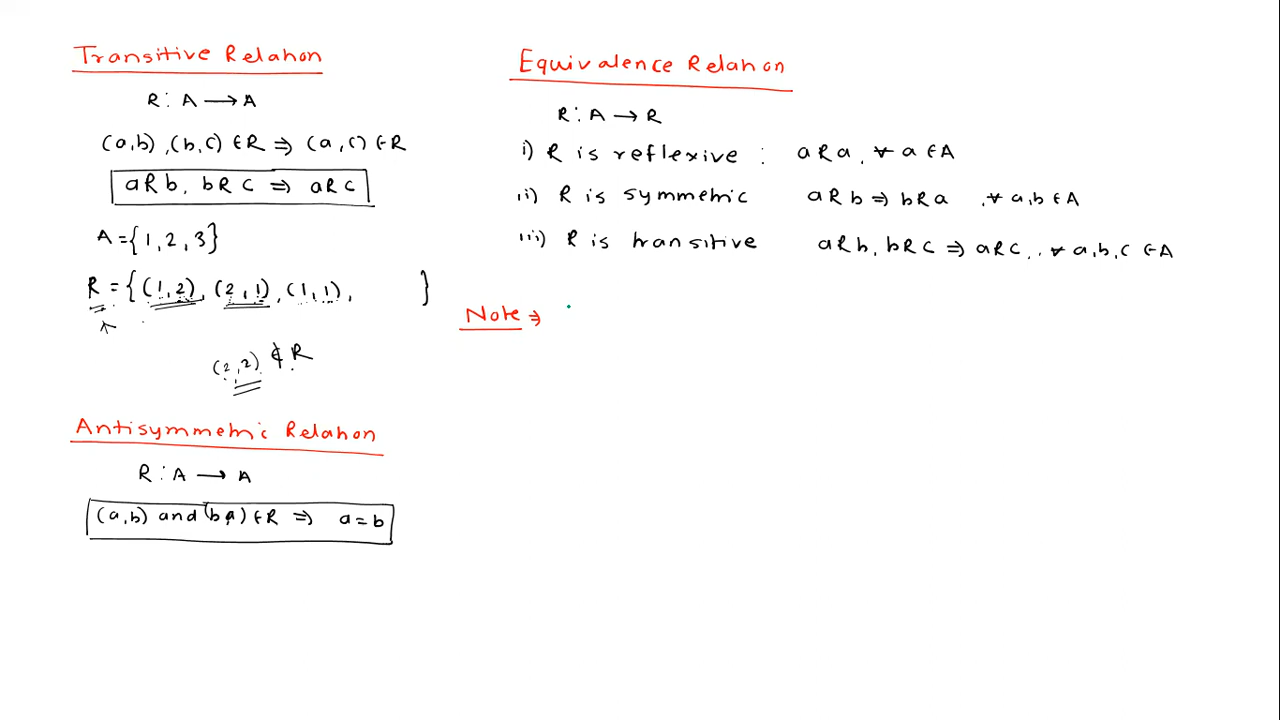 Transitive Relation
R : A → A
(a,b), (b,c) ∈ R ⇒ (a,c) ∈ R
aRb, bRc ⇒ aRc
A = {1, 2, 3}
R = {(1,2), (2,1), (1,1),      }
(2,2) ∉ R
Antisymmetric Relation
R : A → A
(a,b) and (b,a) ∈ R ⇒ a = b
Equivalence Relation
R : A → R
i) R is reflexive : aRa, ∀ a ∈ A
ii) R is symmetric aRb ⇒ bRa , ∀ a,b ∈ A
iii) R is transitive aRb, bRc ⇒ aRc, . ∀ a,b,c ∈ A
Note ⇒